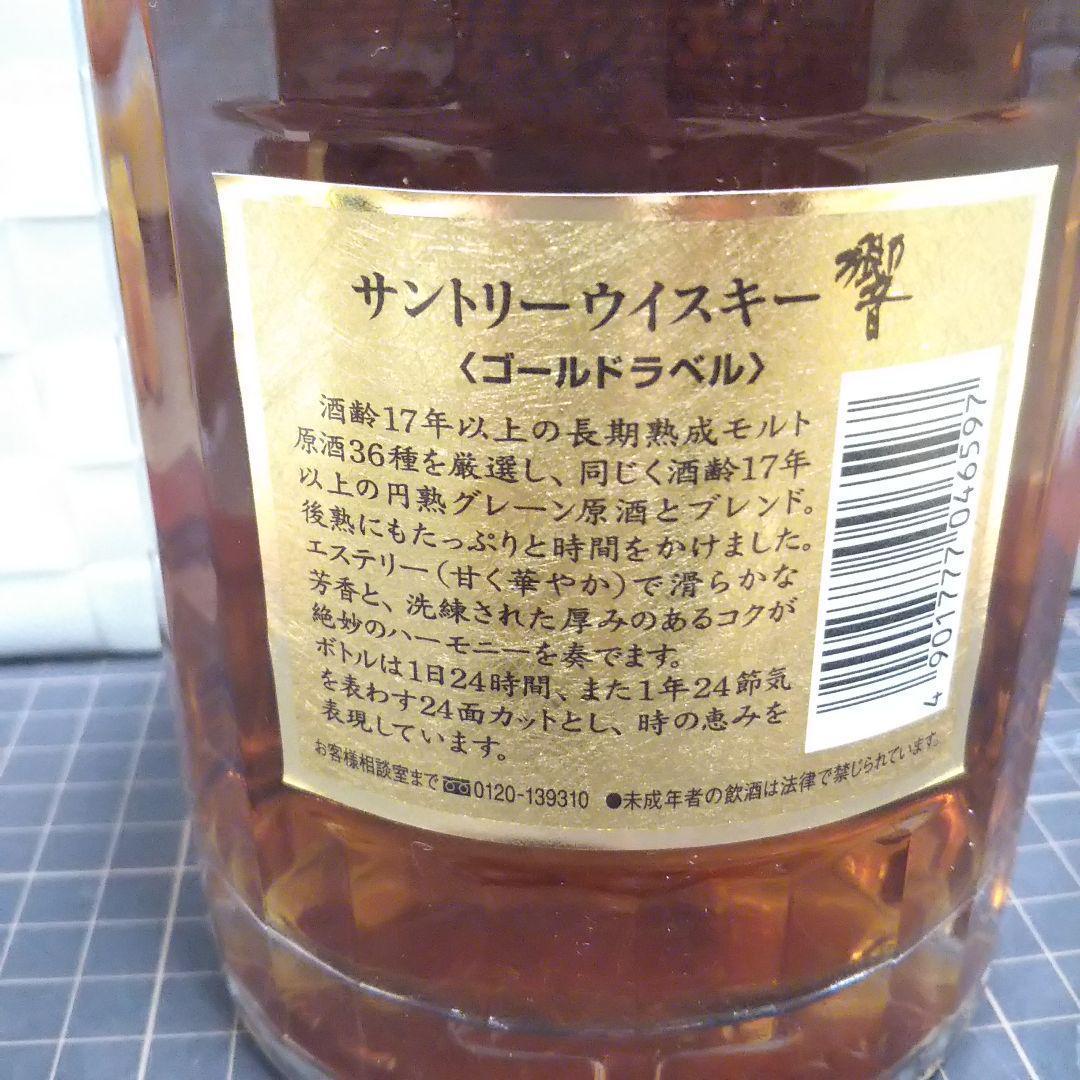 サントリーウイスキー 響
〈ゴールドラベル〉
酒齢17年以上の長期熟成モルト
原酒36種を厳選し、同じく酒齢17年
以上の円熟グレーン原酒とブレンド。
後熟にもたっぷりと時間をかけました。
エステリー(甘く華やか)で滑らかな
芳香と、洗練された厚みのあるコクが
絶妙のハーモニーを奏でます。
ボトルは1日24時間、また1年24節気
を表わす24面カットとし、時の恵みを
表現しています。
お客様相談室まで 0120-139310 ●未成年者の飲酒は法律で禁じられています。
4901777046597